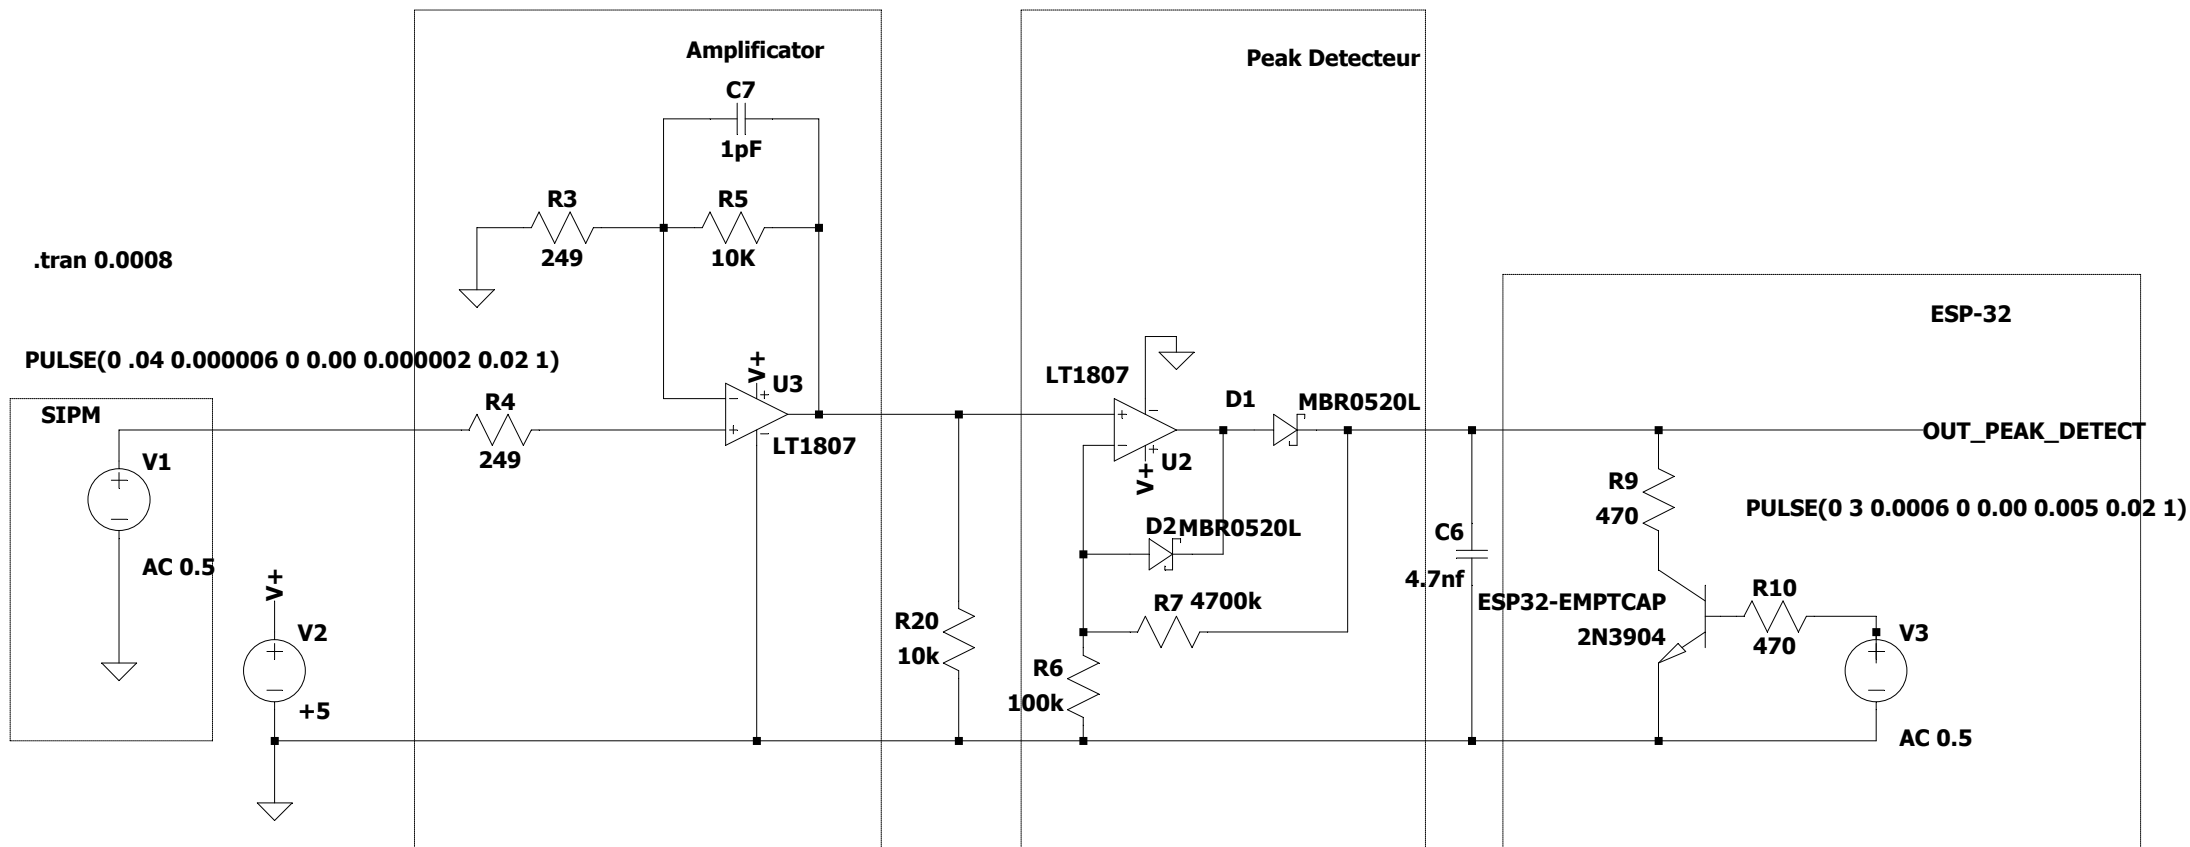 Amplificator
Peak Detecteur
C7
1pF
R3
R5
249
10K
.tran 0.0008
ESP-32
PULSE(0 .04 0.000006 0 0.00 0.000002 0.02 1)
V+
U3
LT1807
D1
MBR0520L
SIPM
R4
249
LT1807
OUT_PEAK_DETECT
V1
V+
U2
R9
470
PULSE(0 3 0.0006 0 0.00 0.005 0.02 1)
D2
MBR0520L
C6
4.7nf
AC 0.5
V+
R7
4700k
ESP32-EMPTCAP
R10
V2
R20
10k
2N3904
470
V3
R6
100k
+5
AC 0.5